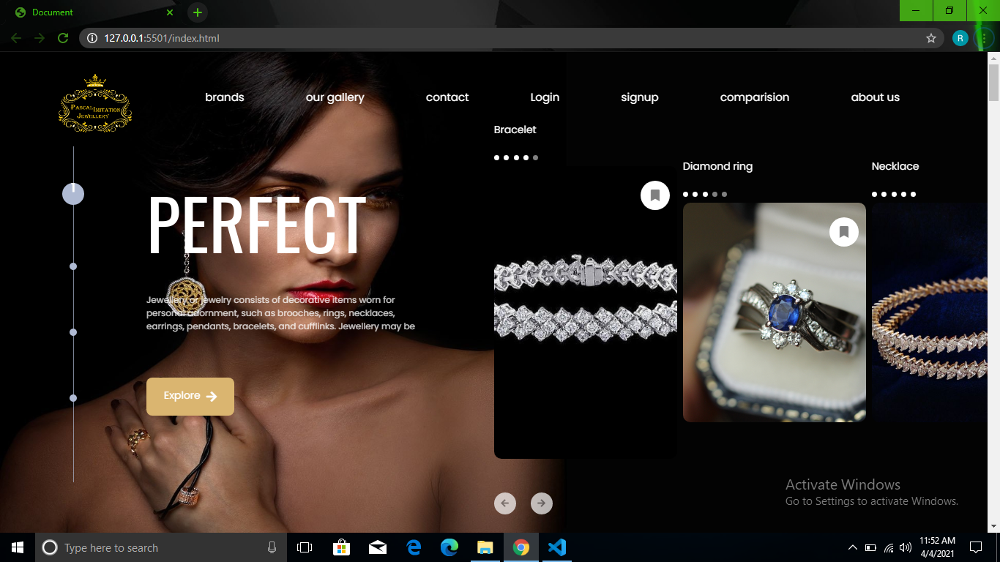 Document
127.0.0.1:5501/index.html
R
PASCAL IMITATION
JEWELLERY
brands
our gallery
contact
Login
signup
comparision
about us
Bracelet
Diamond ring
Necklace
1
PERFECT
Jewellery or jewelry consists of decorative items worn for
personal adornment, such as brooches, rings, necklaces,
earrings, pendants, bracelets, and cufflinks. Jewellery may be
Explore
Activate Windows
Go to Settings to activate Windows.
Type here to search
11:52 AM
4/4/2021